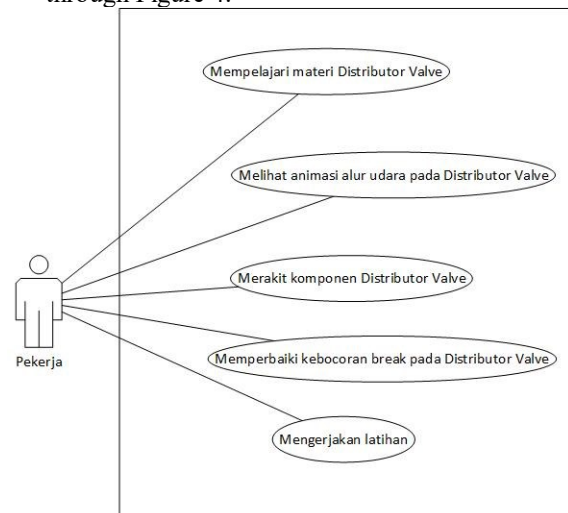 through Figure 4.
Mempelajari materi Distributor Valve
Melihat animasi alur udara pada Distributor Valve
Merakit komponen Distributor Valve
Pekerja
Memperbaiki kebocoran break pada Distributor Valve
Mengerjakan latihan